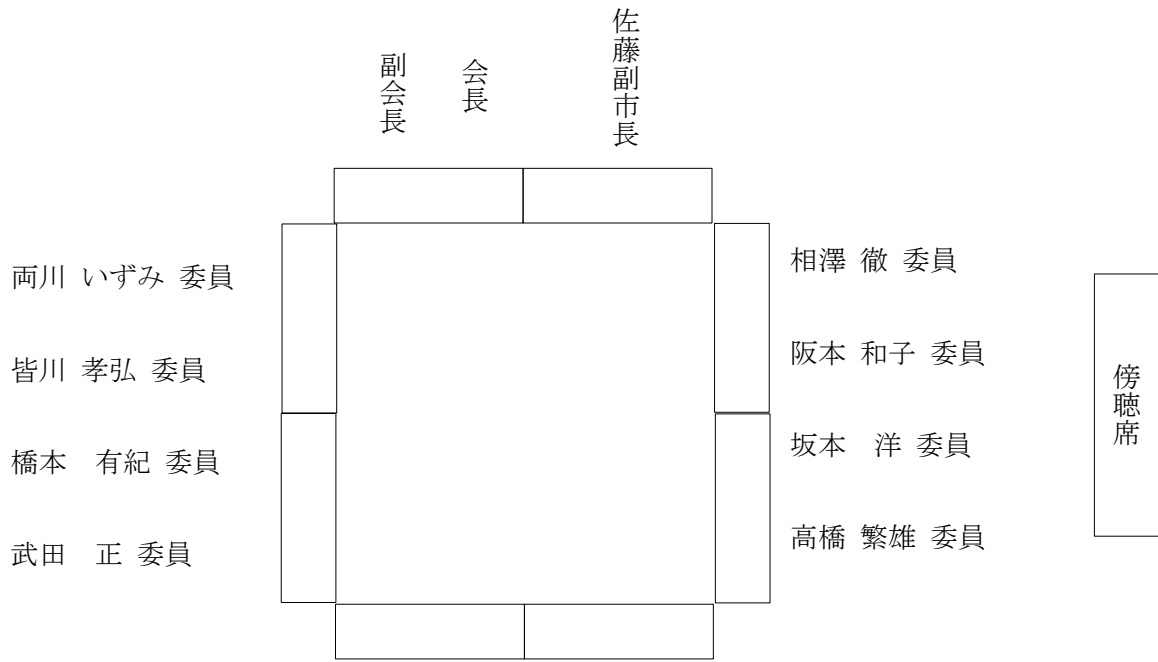 佐藤副市長
会長
副会長
両川 いずみ 委員
皆川 孝弘 委員
橋本　有紀 委員
武田　正 委員
相澤 徹 委員
阪本 和子 委員
坂本　洋 委員
高橋 繁雄 委員
傍聴席